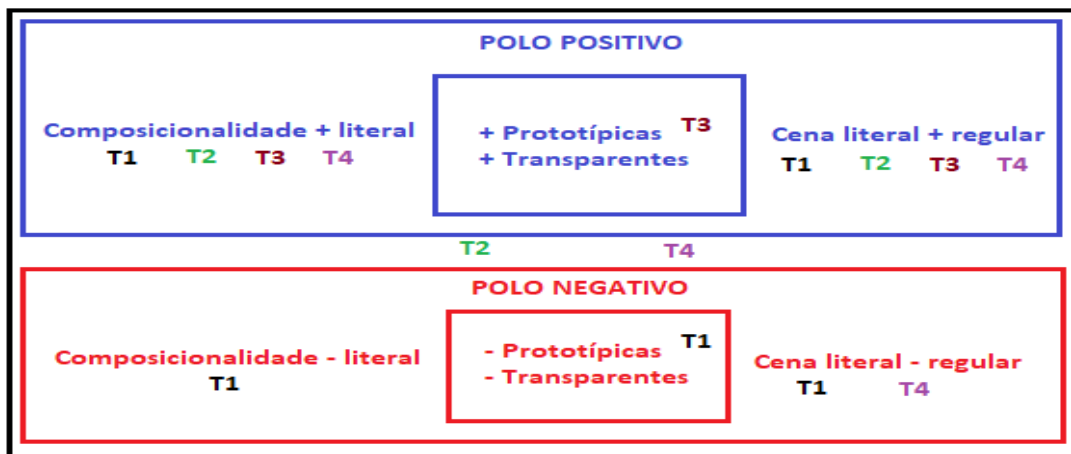 POLO POSITIVO
Composicionalidade + literal
T1 T2 T3 T4
+ Prototípicas T3
+ Transparentes
Cena literal + regular
T1 T2 T3 T4
T2 T4
POLO NEGATIVO
Composicionalidade - literal
T1
- Prototípicas T1
- Transparentes
Cena literal - regular
T1 T4